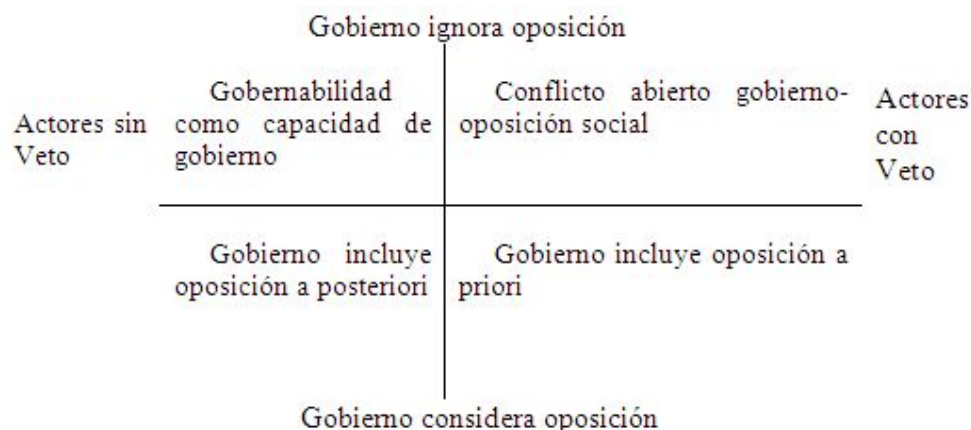 Gobierno ignora oposición
Gobernabilidad
como capacidad de
gobierno
Conflicto abierto gobierno-
oposición social
Actores sin
Veto
Actores
con
Veto
Gobierno incluye
oposición a posteriori
Gobierno incluye oposición a
priori
Gobierno considera oposición